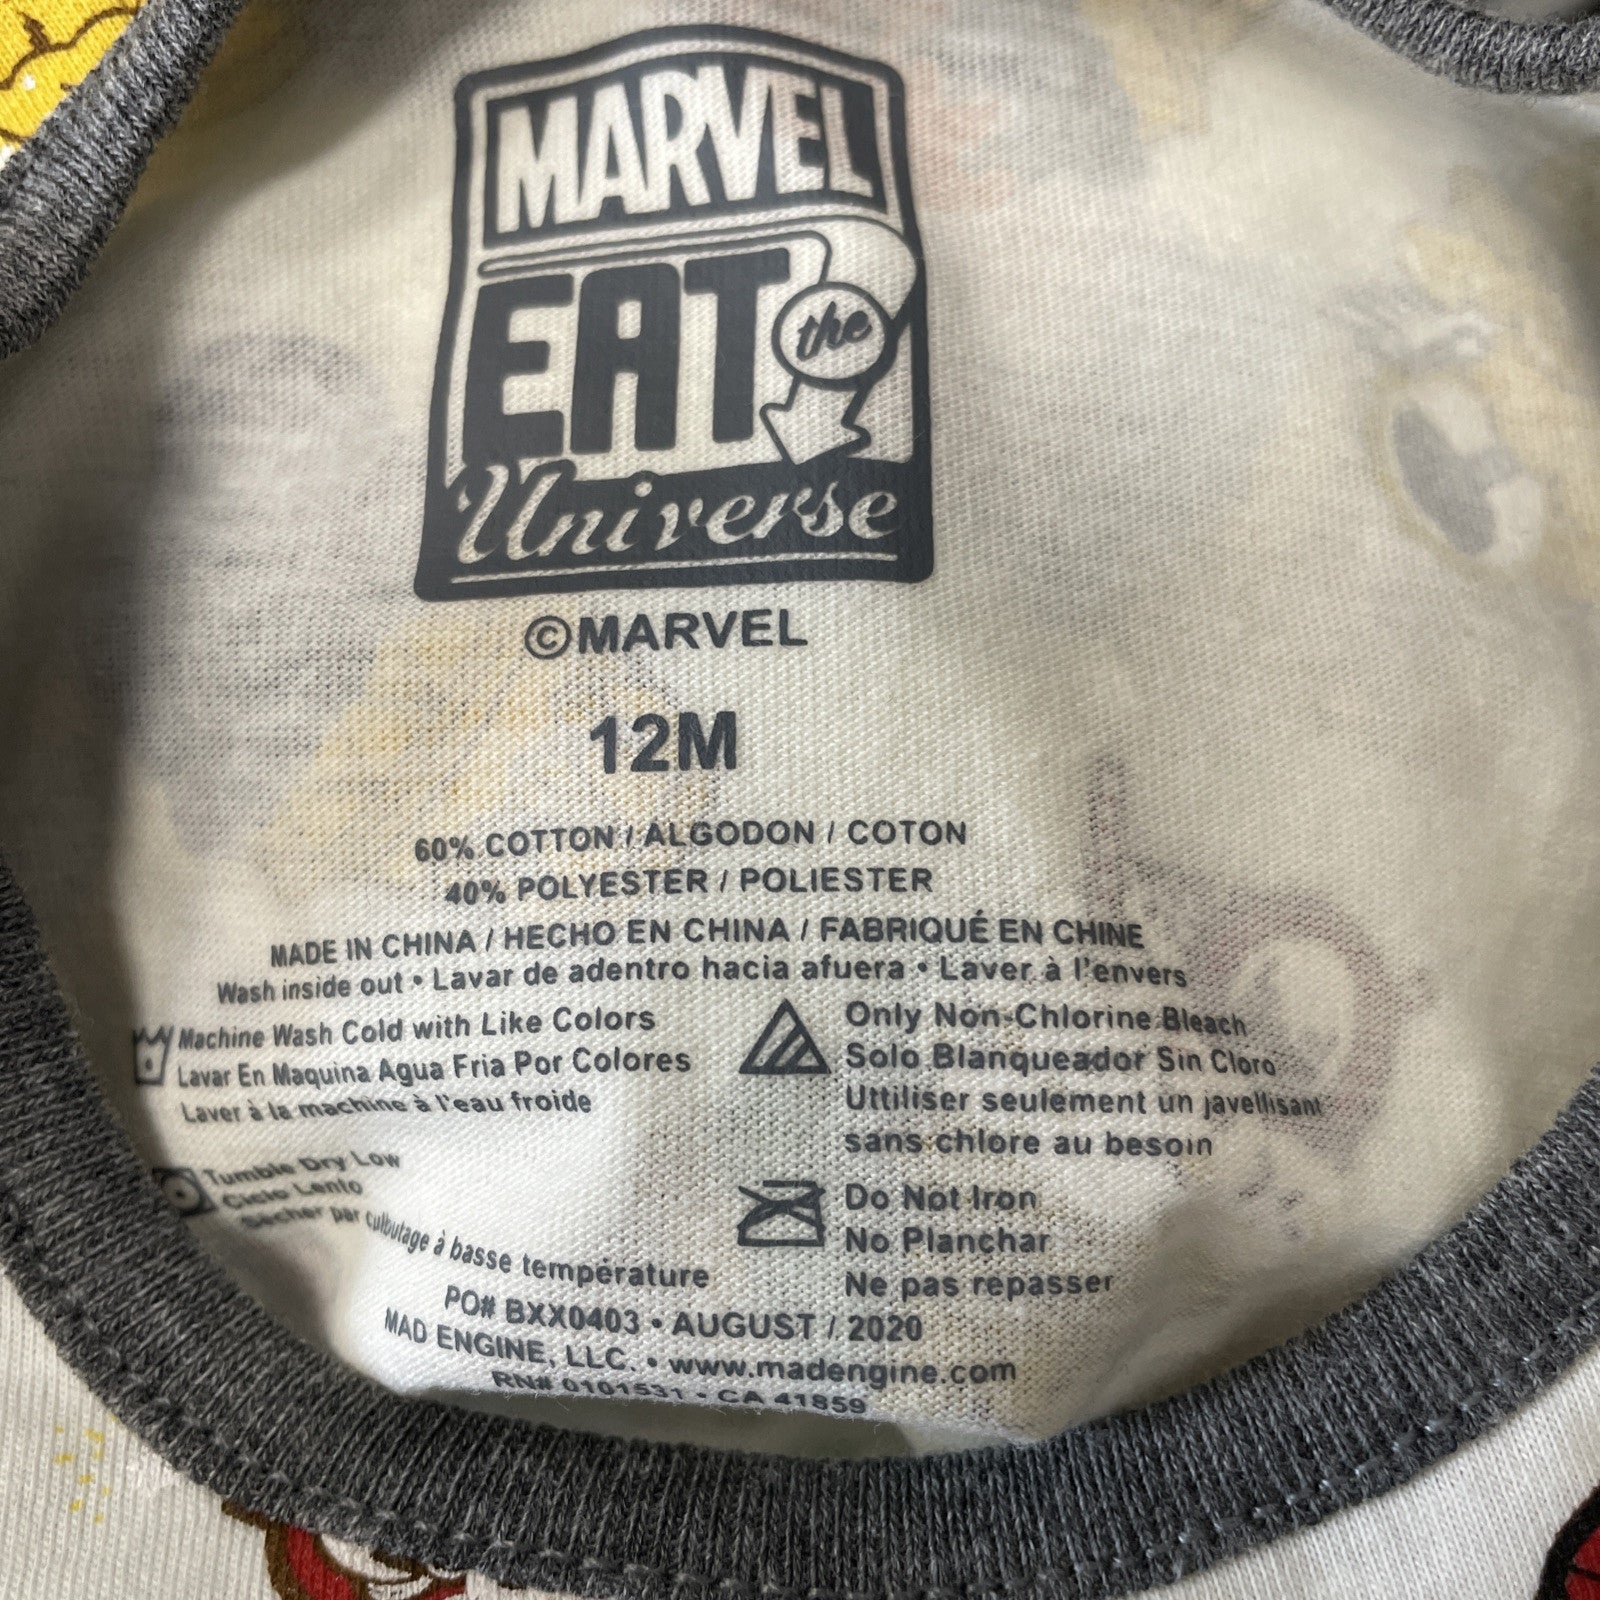 MARVEL
EAT the
Universe
©MARVEL
12M
60% COTTON / ALGODON / COTON
40% POLYESTER / POLIESTER
MADE IN CHINA / HECHO EN CHINA / FABRIQUÉ EN CHINE
Wash inside out • Lavar de adentro hacia afuera • Laver à l'envers
Machine Wash Cold with Like Colors
Lavar En Maquina Agua Fria Por Colores
Laver à la machine à l'eau froide
Only Non-Chlorine Bleach
Solo Blanqueador Sin Cloro
Uttiliser seulement un javellisant
sans chlore au besoin
Tumble Dry Low
Ciclo Lento
Sécher par culbutage à basse température
Do Not Iron
No Planchar
Ne pas repasser
PO# BXX0403 • AUGUST / 2020
MAD ENGINE, LLC. • www.madengine.com
RN# 0101531 • CA 41859